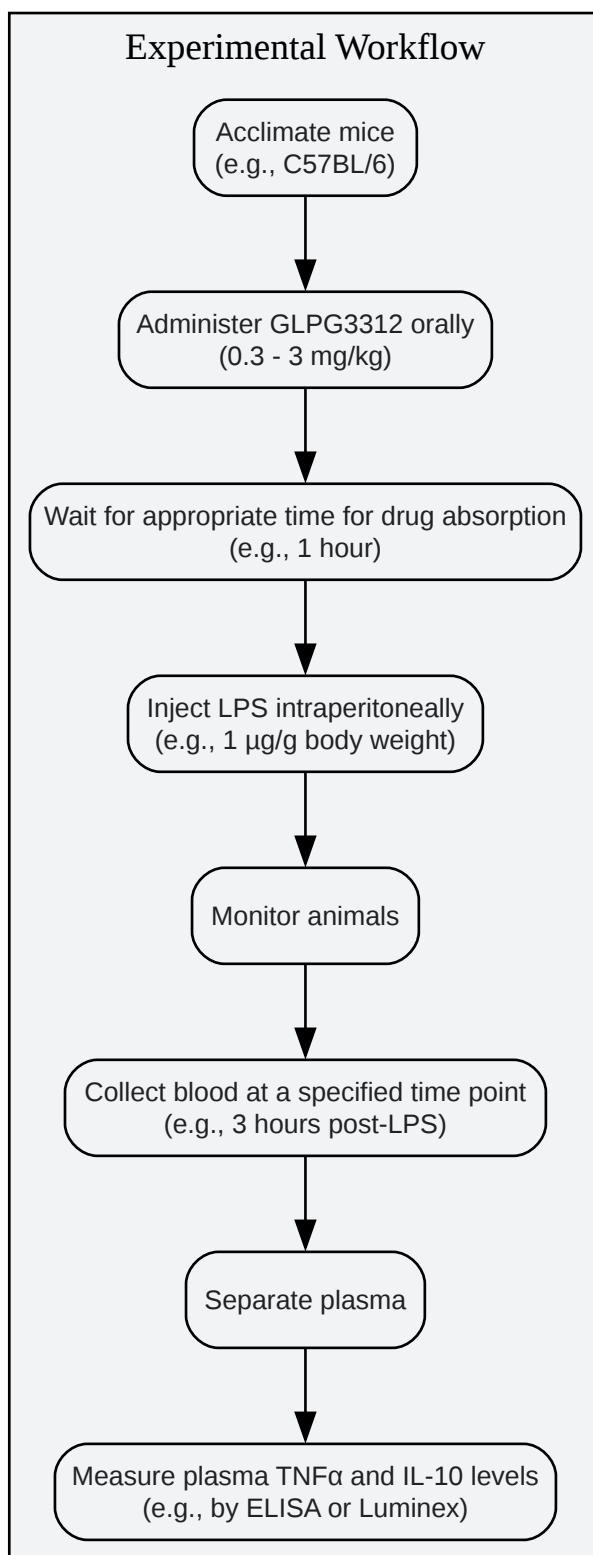 Experimental Workflow
Acclimate mice
(e.g., C57BL/6)
Administer GLPG3312 orally
(0.3 - 3 mg/kg)
Wait for appropriate time for drug absorption
(e.g., 1 hour)
Inject LPS intraperitoneally
(e.g., 1 µg/g body weight)
Monitor animals
Collect blood at a specified time point
(e.g., 3 hours post-LPS)
Separate plasma
Measure plasma TNFα and IL-10 levels
(e.g., by ELISA or Luminex)